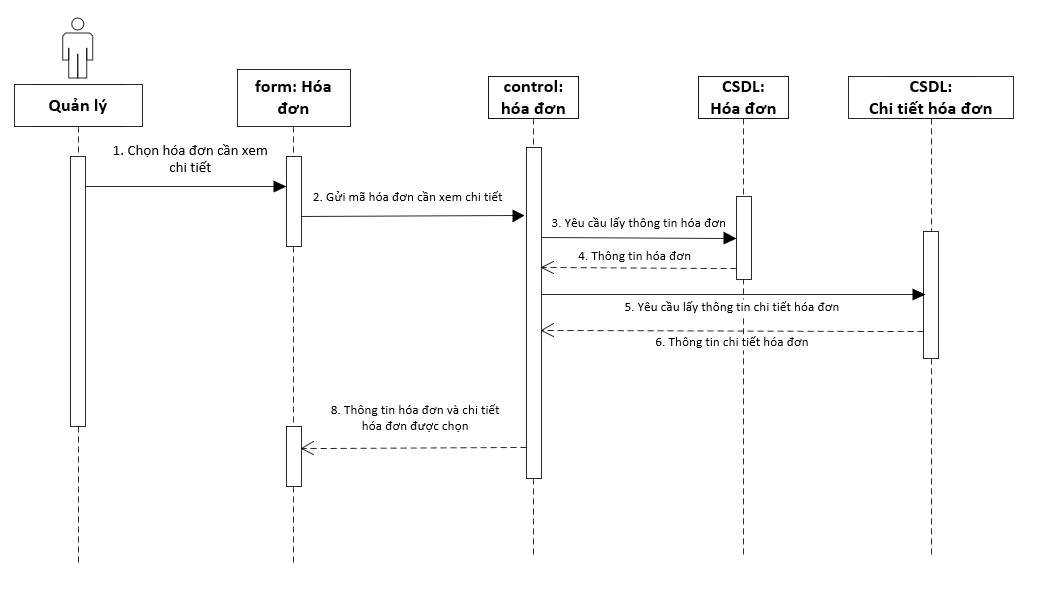 Quản lý
form: Hóa
đơn
control:
hóa đơn
CSDL:
Hóa đơn
CSDL:
Chi tiết hóa đơn
1. Chọn hóa đơn cần xem
chi tiết
2. Gửi mã hóa đơn cần xem chi tiết
3. Yêu cầu lấy thông tin hóa đơn
4. Thông tin hóa đơn
5. Yêu cầu lấy thông tin chi tiết hóa đơn
6. Thông tin chi tiết hóa đơn
8. Thông tin hóa đơn và chi tiết
hóa đơn được chọn